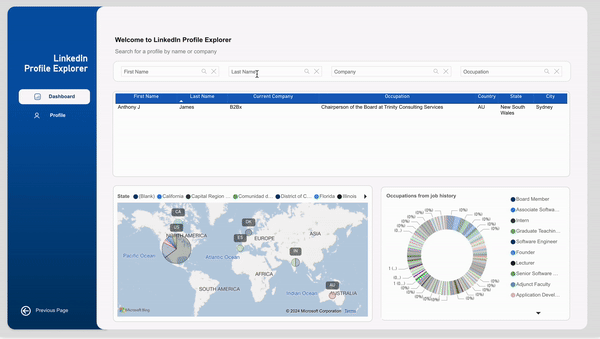 LinkedIn
Profile Explorer
Dashboard
Profile
Previous Page
Welcome to LinkedIn Profile Explorer
Search for a profile by name or company
First Name
Last Name
Company
Occupation
First Name Last Name Current Company Occupation Country State City
Anthony J James B2Bx Chairperson of the Board at Trinity Consulting Services AU New South Sydney
Wales
State (Blank) California Capital Region ... Comunidad d... District of C... Florida Illinois
CA
US
NORTH AMERICA
DK
ES
EUROPE
ASIA
Pacific Ocean
Atlantic Ocean
IN
AFRICA
SOUTH AMERICA
Indian Ocean
AU
AUSTRALIA
Microsoft Bing
© 2024 Microsoft Corporation Terms
Occupations from job history
Board Member
Associate Softwa...
Intern
Graduate Teachin...
Software Engineer
Founder
Lecturer
Senior Software ...
Adjunct Faculty
Application Devel...